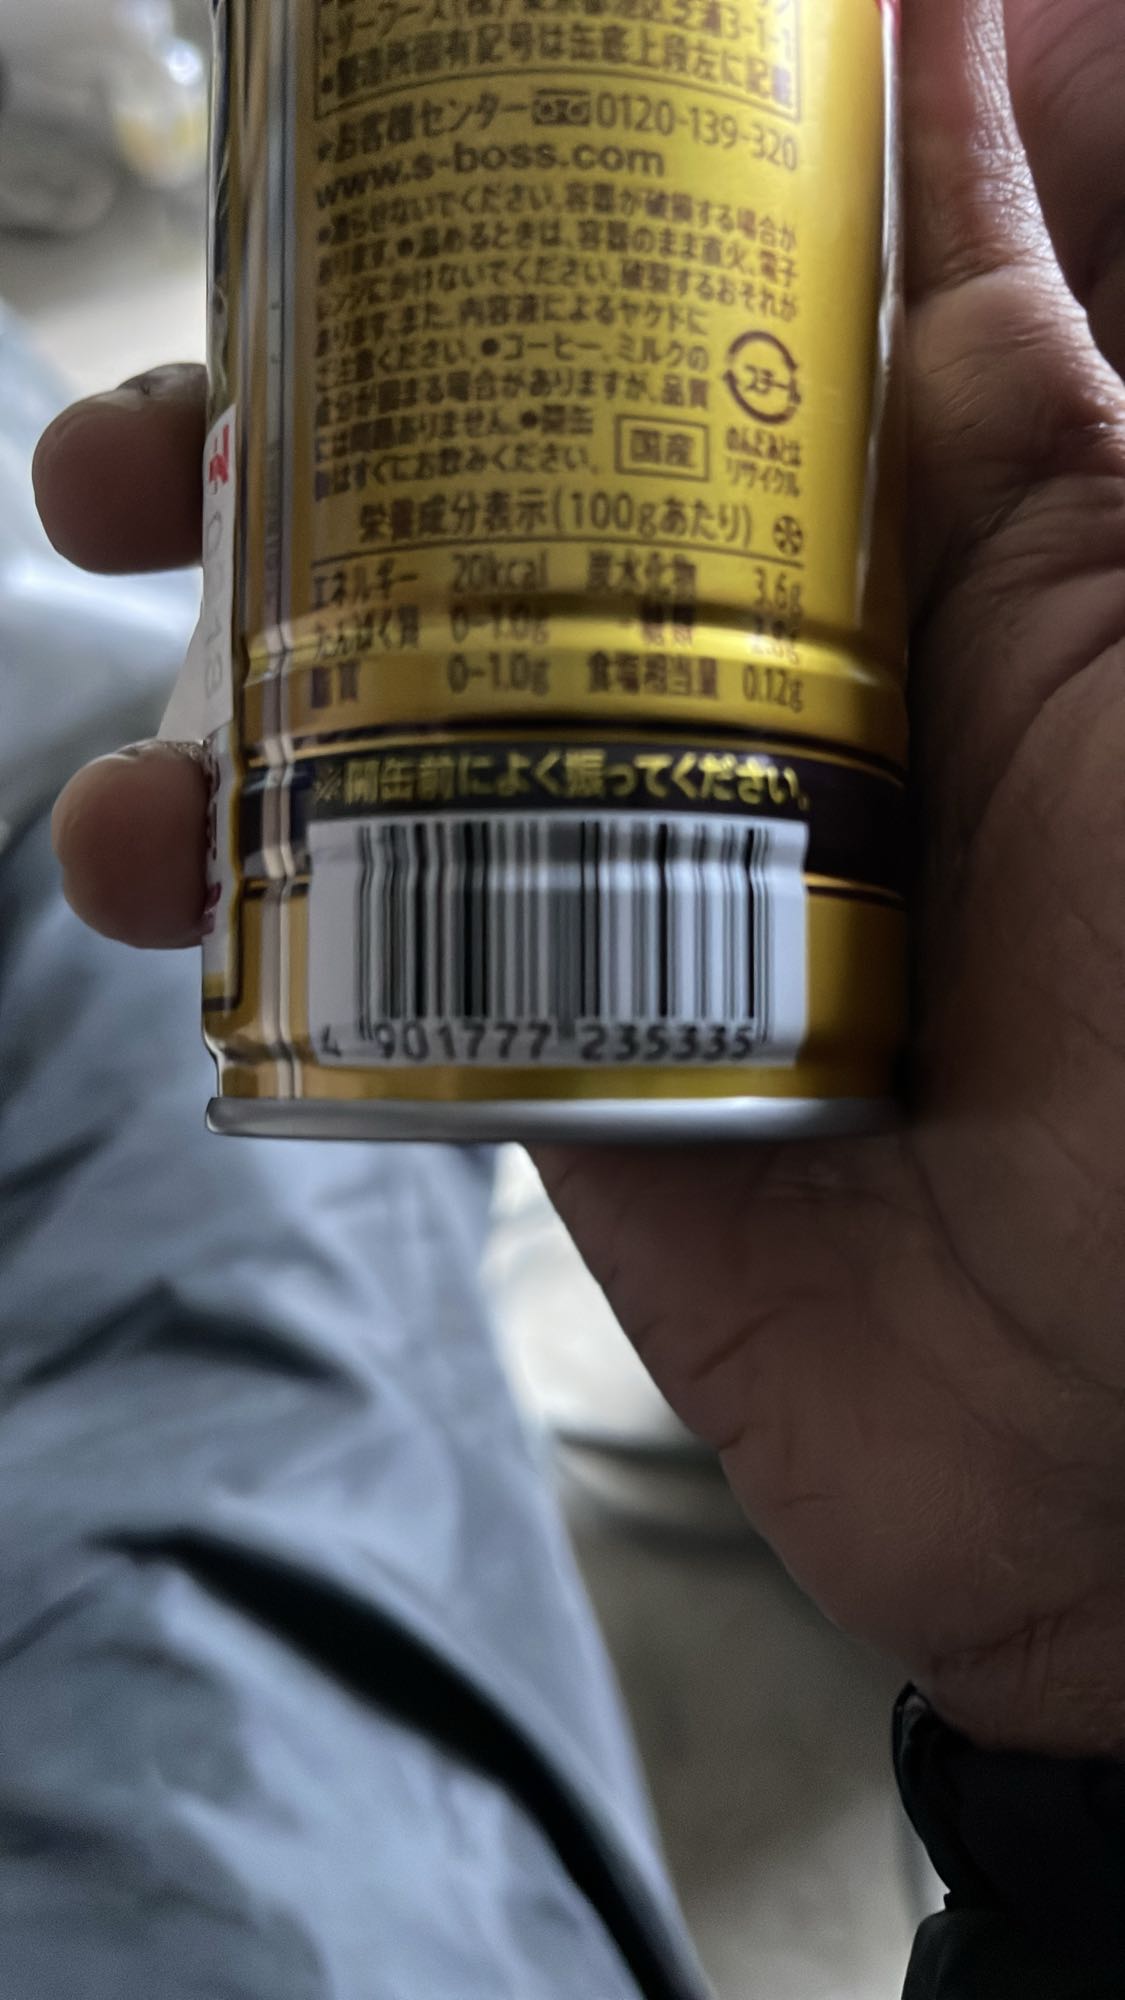 ●製造所固有記号は缶底上段左に記載
●お客様センター 0120-139-320
www.s-boss.com
●凍らせないでください。容器が破損する場合が
あります。●温めるときは、容器のまま直火、電子
レンジにかけないでください。破裂するおそれが
あります。また、内容液によるヤケドに
ご注意ください。●コーヒー、ミルクの
成分が固まる場合がありますが、品質
には問題ありません。●開缶
後はすぐにお飲みください。
国産
スチール
のんだあとは
リサイクル
栄養成分表示(100gあたり)
エネルギー 20kcal 炭水化物 3.6g
たんぱく質 0~1.0g -糖類
脂質 0~1.0g 食塩相当量 0.12g
※開缶前によく振ってください。
4 901777 235335